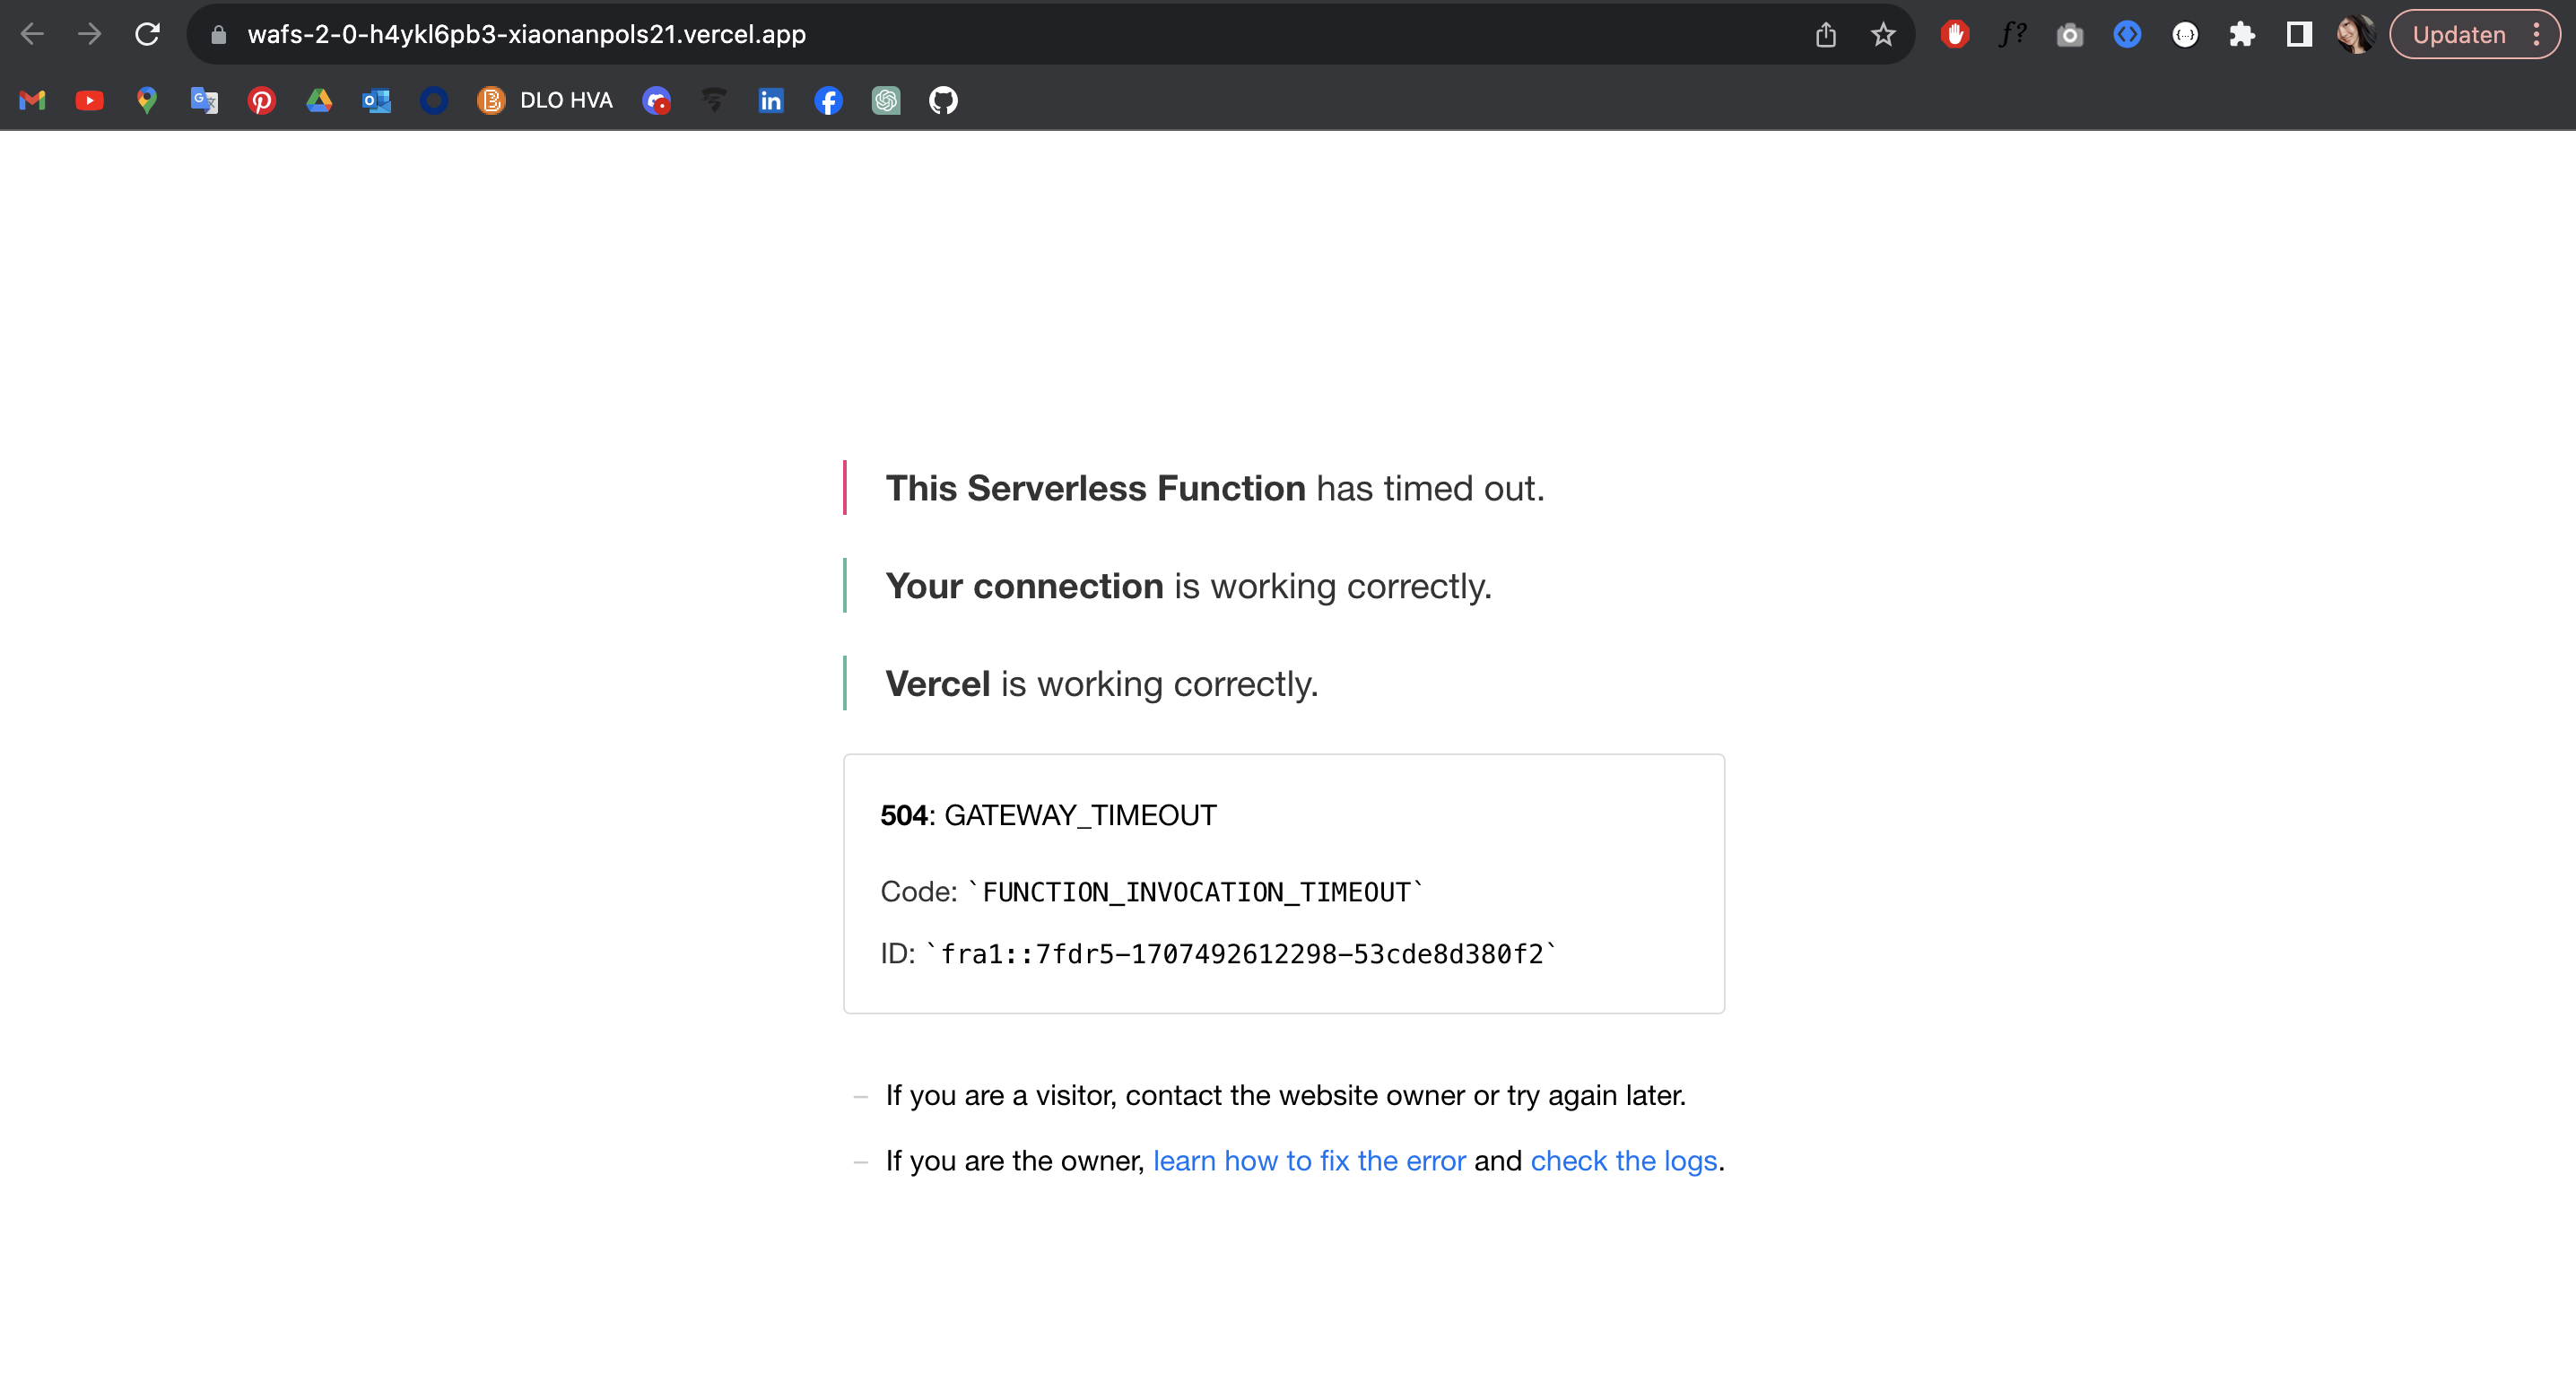 wafs-2-0-h4ykl6pb3-xiaonanpols21.vercel.app
f?
Updaten
DLO HVA
This Serverless Function has timed out.
Your connection is working correctly.
Vercel is working correctly.
504: GATEWAY_TIMEOUT
Code: `FUNCTION_INVOCATION_TIMEOUT`
ID: `fra1::7fdr5-1707492612298-53cde8d380f2`
– If you are a visitor, contact the website owner or try again later.
– If you are the owner, learn how to fix the error and check the logs.